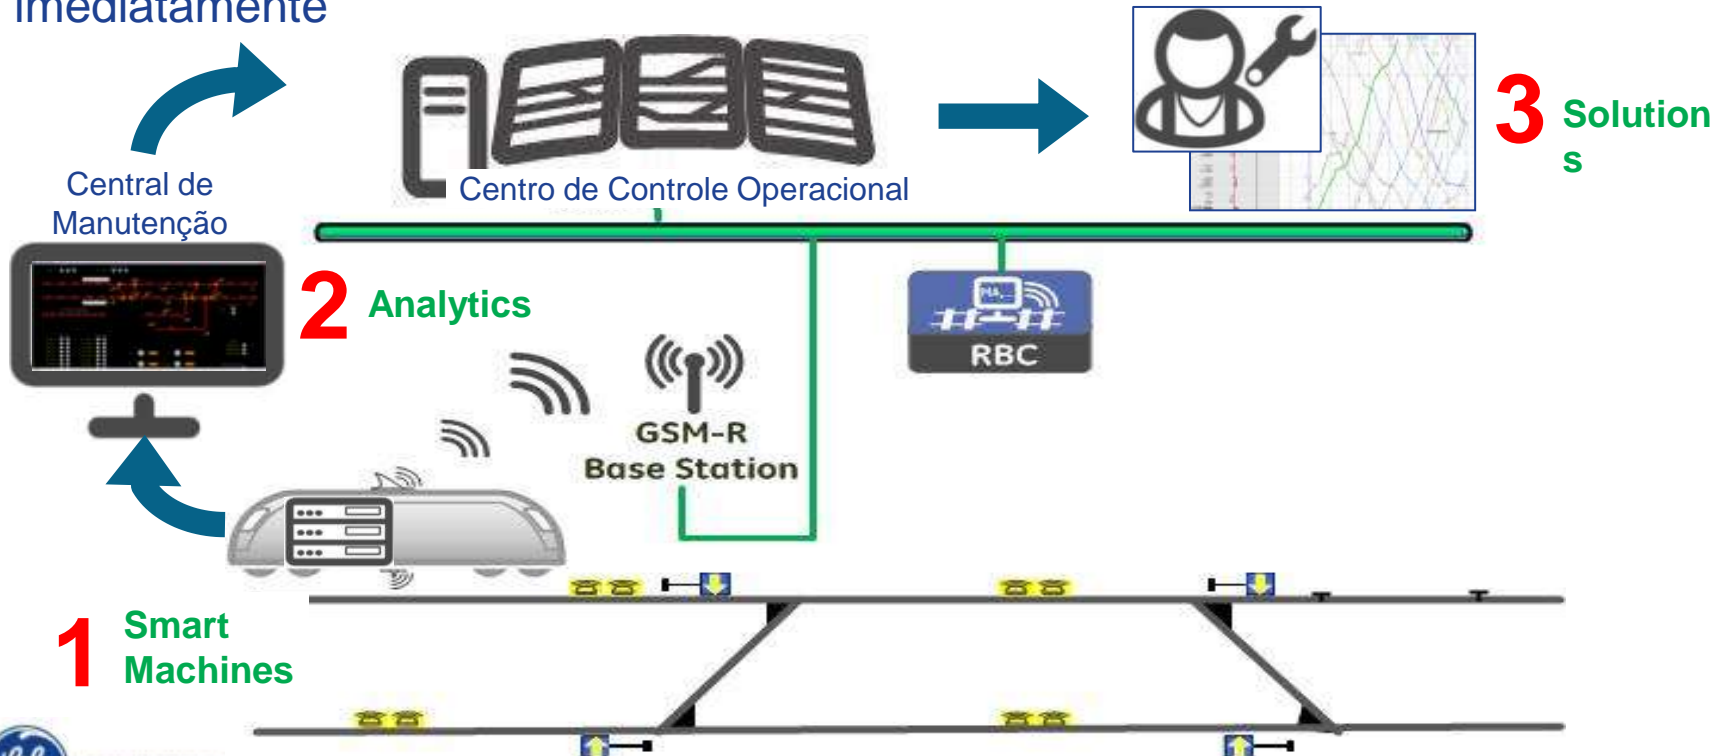 imediatamente
3 Solution
s
Central de
Manutenção
Centro de Controle Operacional
2 Analytics
RBC
GSM-R
Base Station
1 Smart
Machines